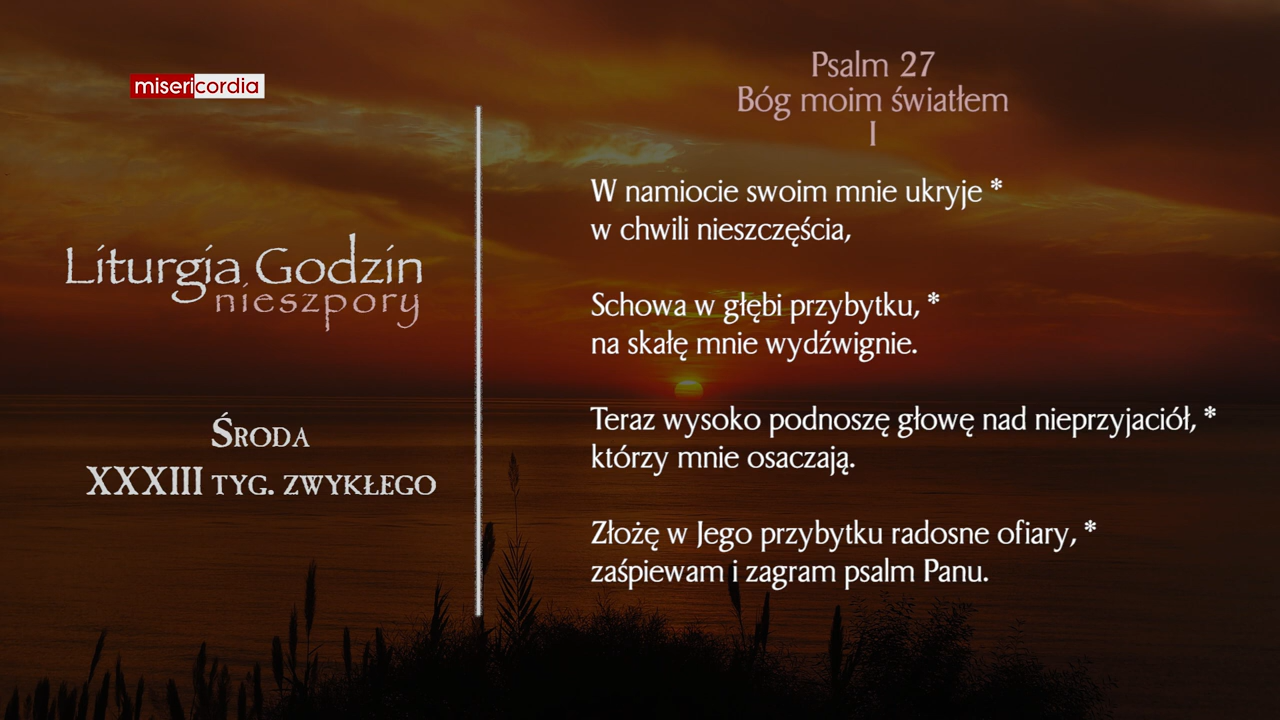 misericordia
Liturgia Godzin
nieszpory
Środa
XXXIII tyg. zwykłego
Psalm 27
Bóg moim światłem
I
W namiocie swoim mnie ukryje *
w chwili nieszczęścia,
Schowa w głębi przybytku, *
na skałę mnie wydźwignie.
Teraz wysoko podnoszę głowę nad nieprzyjaciół, *
którzy mnie osaczają.
Złożę w Jego przybytku radosne ofiary, *
zaśpiewam i zagram psalm Panu.